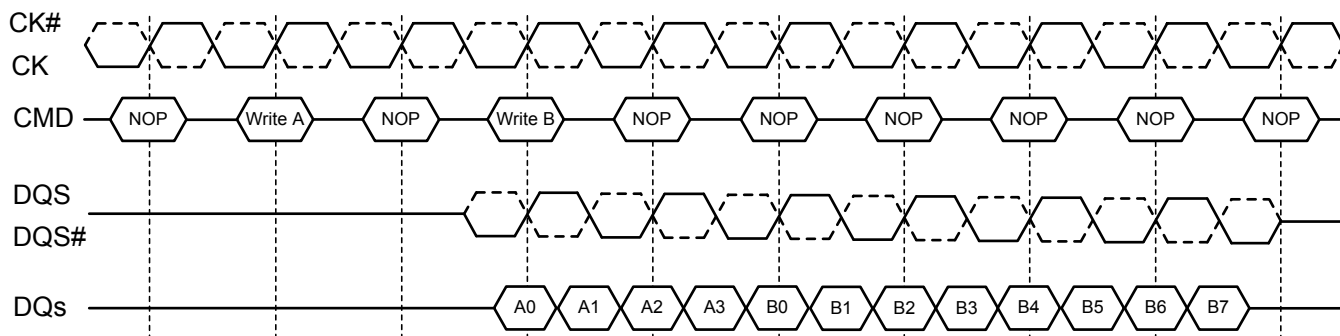 CK#
CK
CMD NOP Write A NOP Write B NOP NOP NOP NOP NOP NOP
DQS
DQS#
DQs A0 A1 A2 A3 B0 B1 B2 B3 B4 B5 B6 B7